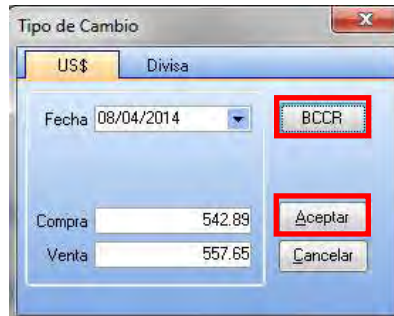 Tipo de Cambio
x
US$ Divisa
Fecha 08/04/2014 BCCR
Compra 542.89 Aceptar
Venta 557.65 Cancelar